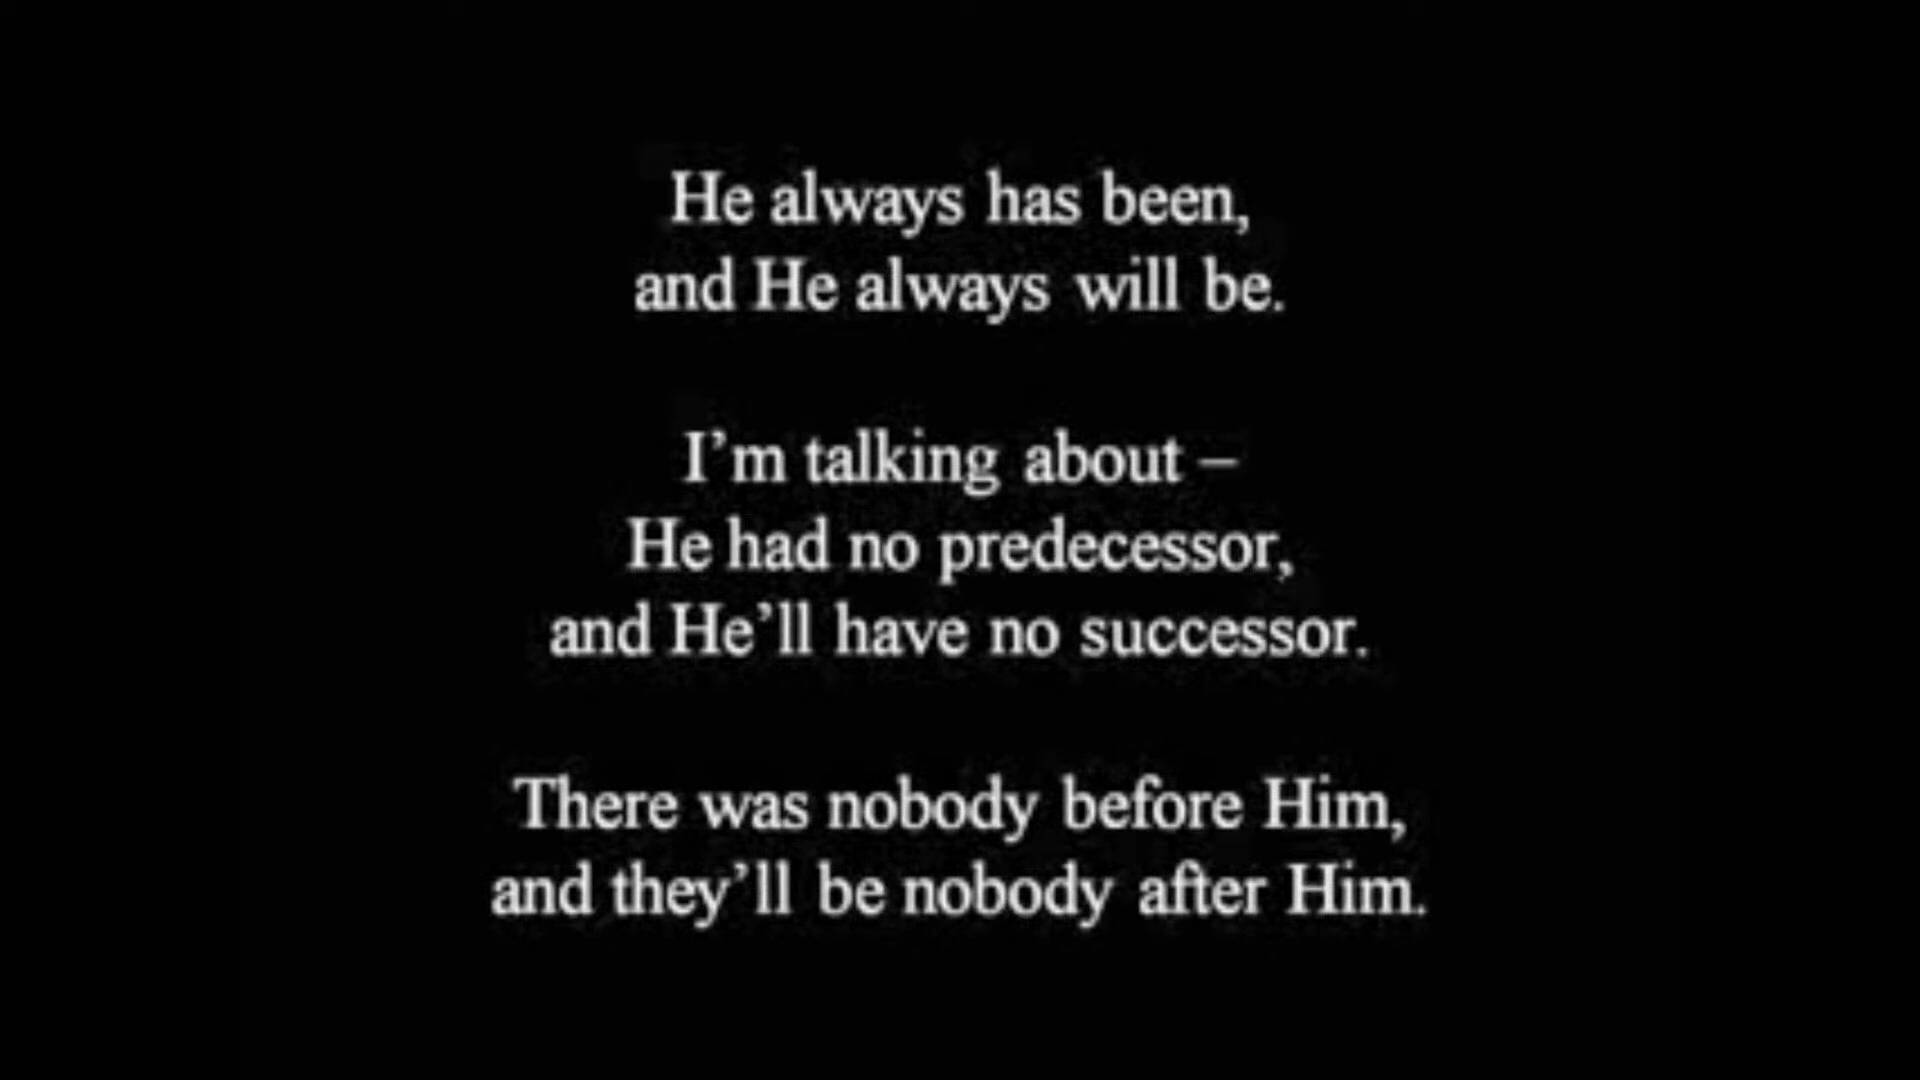 He always has been,
and He always will be.
I’m talking about –
He had no predecessor,
and He’ll have no successor.
There was nobody before Him,
and they’ll be nobody after Him.